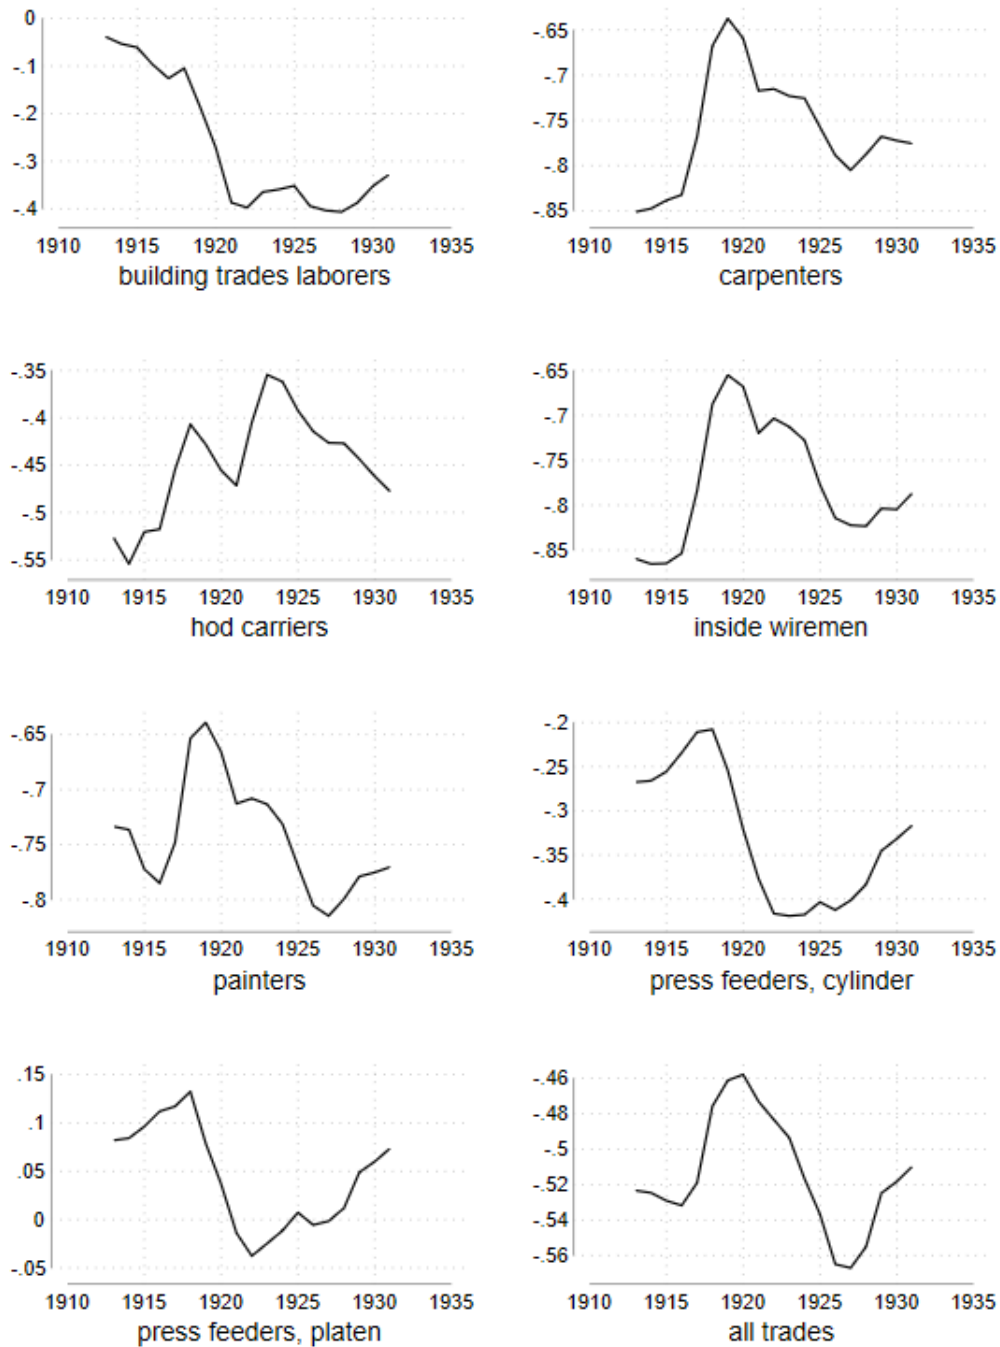 0
-.1
-.2
-.3
-.4
1910 1915 1920 1925 1930 1935
building trades laborers
-.65
-.7
-.75
-.8
-.85
1910 1915 1920 1925 1930 1935
carpenters
-.35
-.4
-.45
-.5
-.55
1910 1915 1920 1925 1930 1935
hod carriers
-.65
-.7
-.75
-.8
-.85
1910 1915 1920 1925 1930 1935
inside wiremen
-.65
-.7
-.75
-.8
1910 1915 1920 1925 1930 1935
painters
-.2
-.25
-.3
-.35
-.4
1910 1915 1920 1925 1930 1935
press feeders, cylinder
.15
.1
.05
0
-.05
1910 1915 1920 1925 1930 1935
press feeders, platen
-.46
-.48
-.5
-.52
-.54
-.56
1910 1915 1920 1925 1930 1935
all trades